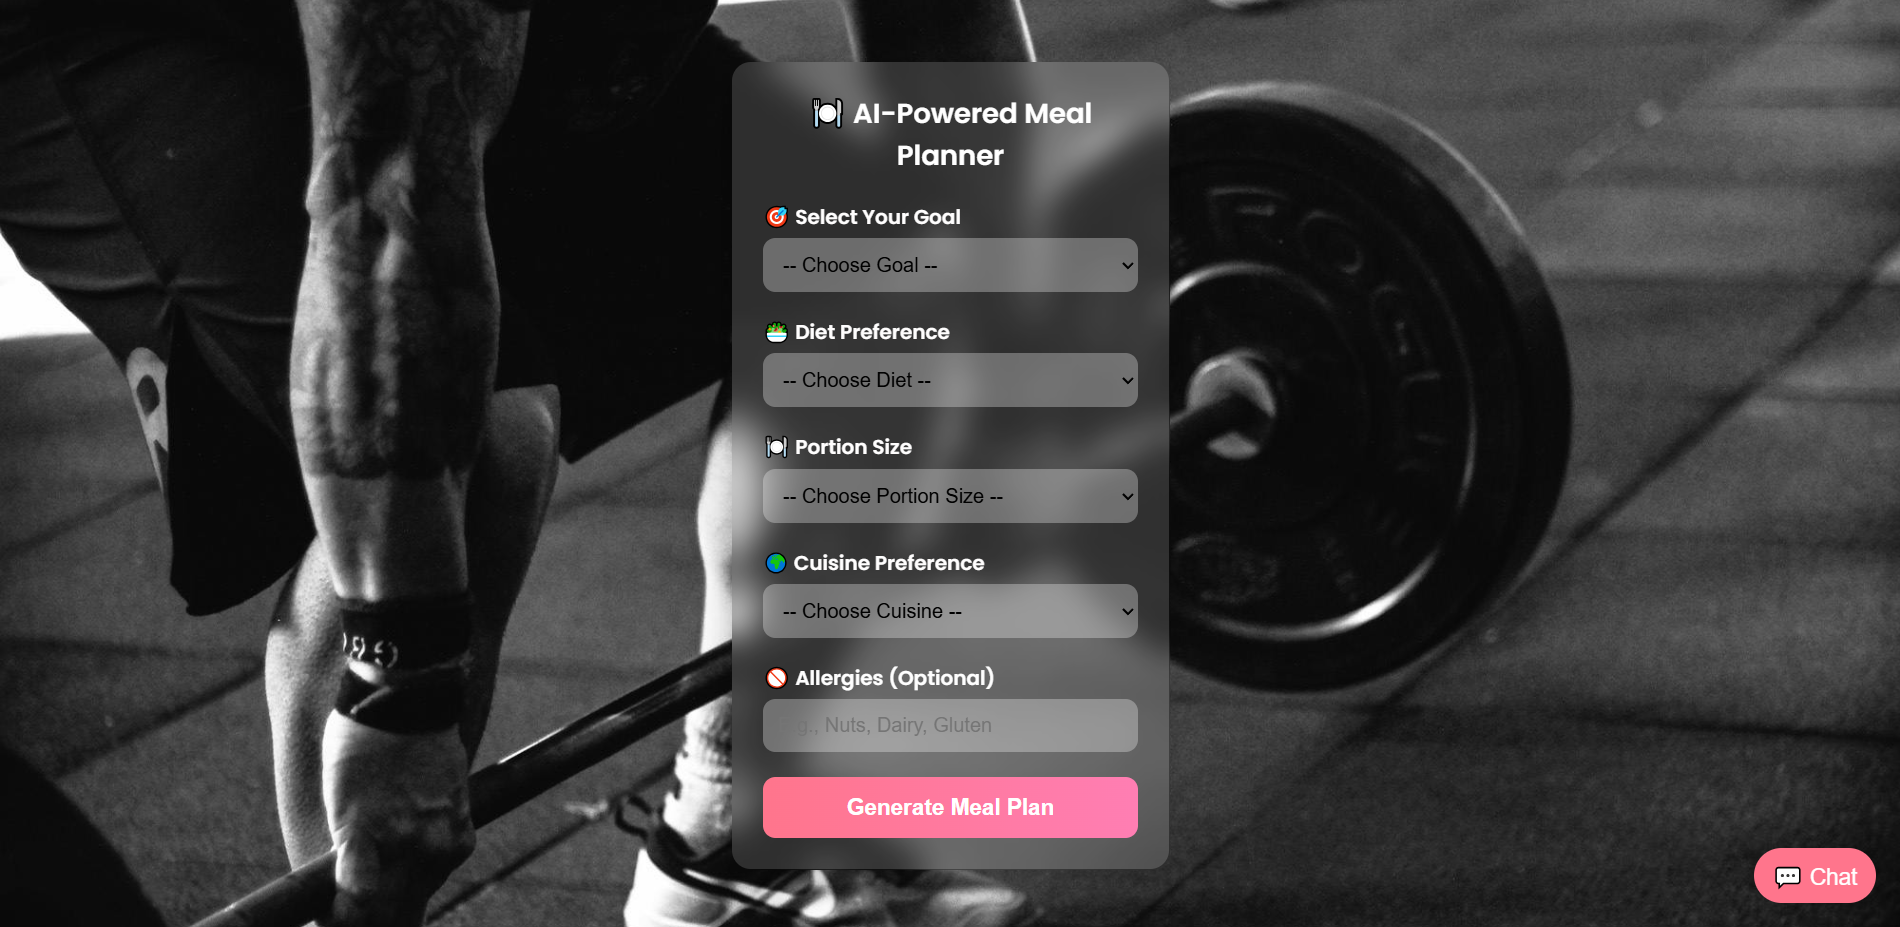 🍽️ AI-Powered Meal
Planner
🎯 Select Your Goal
-- Choose Goal --
🥗 Diet Preference
-- Choose Diet --
🍽️ Portion Size
-- Choose Portion Size --
🌍 Cuisine Preference
-- Choose Cuisine --
🚫 Allergies (Optional)
g., Nuts, Dairy, Gluten
Generate Meal Plan
💬 Chat
ROGUE